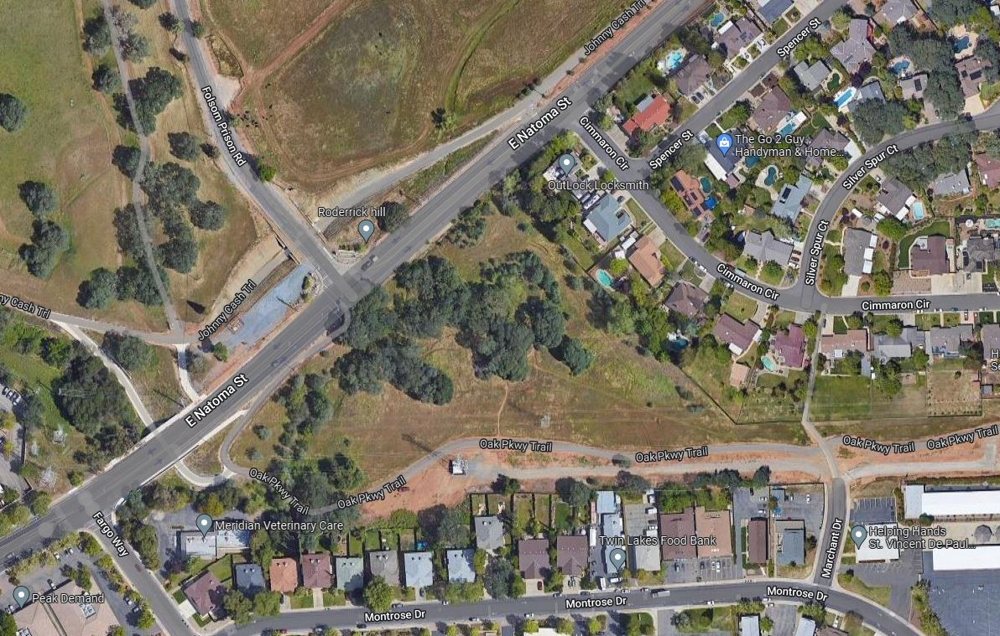 Johnny Cash Trl
Spencer St
Folsom Prison Rd
E Natoma St
Cimmaron Cir
Spencer St
The Go 2 Guy
Handyman & Home...
Silver Spur Ct
OutLock Locksmith
Roderrick hill
Silver Spur Ct
Cimmaron Cir
Cimmaron Cir
ny Cash Trl
Johnny Cash Trl
H
E Natoma St
Oak Pkwy Trail
Oak Pkwy Trail
Oak Pkwy Trail
Oak Pkwy Trail
Oak Pkwy Trail
Oak Pkwy Trail
Fargo Way
Meridian Veterinary Care
Twin Lakes Food Bank
Marchant Dr
Helping Hands
St. Vincent De Paul...
Peak Demand
Montrose Dr
Montrose Dr
Montrose Dr